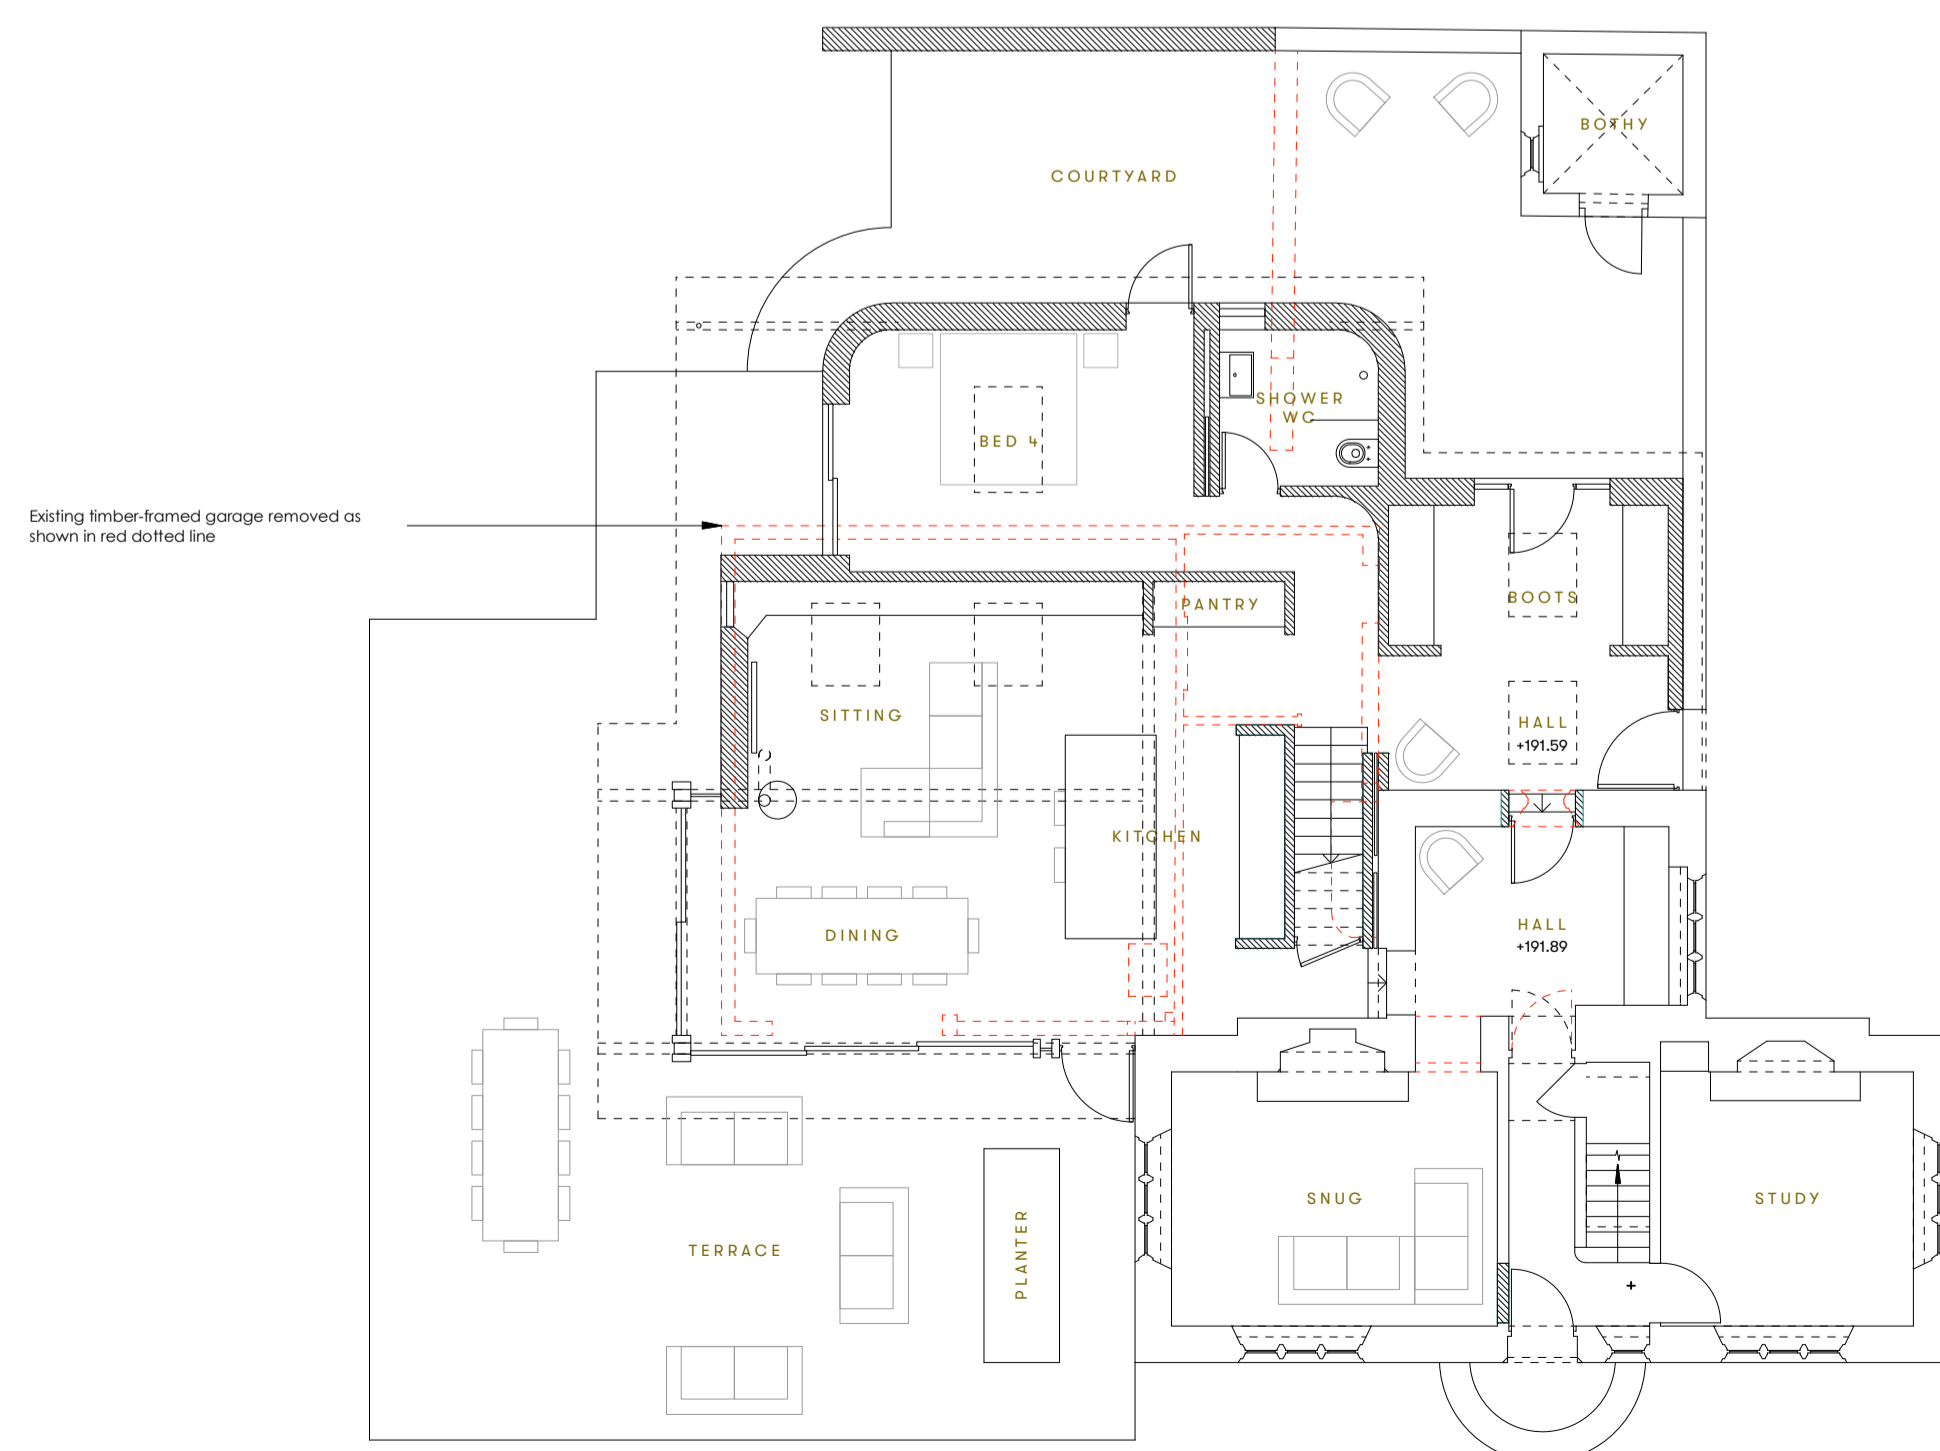 BOTHY
COURTYARD
SHOWER
WC
BED 4
Existing timber-framed garage removed as
shown in red dotted line
PANTRY
BOOTS
SITTING
HALL
+191.59
KITCHEN
DINING
HALL
+191.89
SNUG
STUDY
TERRACE
PLANTER